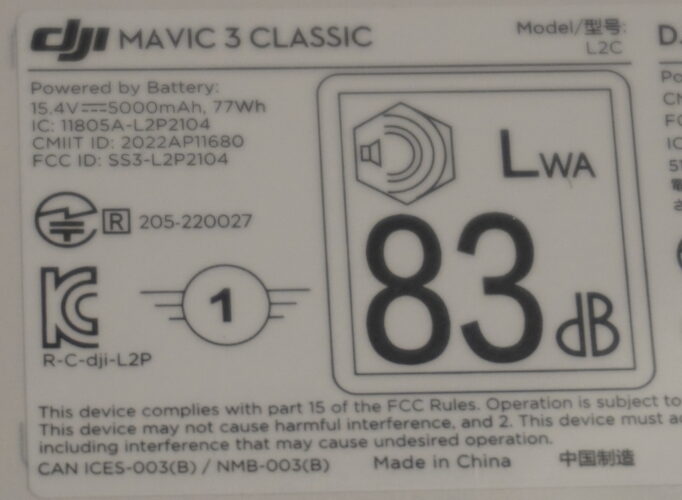 dji MAVIC 3 CLASSIC
Model/型号:
L2C
Powered by Battery:
15.4V⎓5000mAh, 77Wh
IC: 11805A-L2P2104
CMIIT ID: 2022AP11680
FCC ID: SS3-L2P2104
R 205-220027
KC
R-C-dji-L2P
1
LWA
83 dB
This device complies with part 15 of the FCC Rules. Operation is subject to
This device may not cause harmful interference, and 2. This device must
including interference that may cause undesired operation.
CAN ICES-003(B) / NMB-003(B) Made in China 中国制造